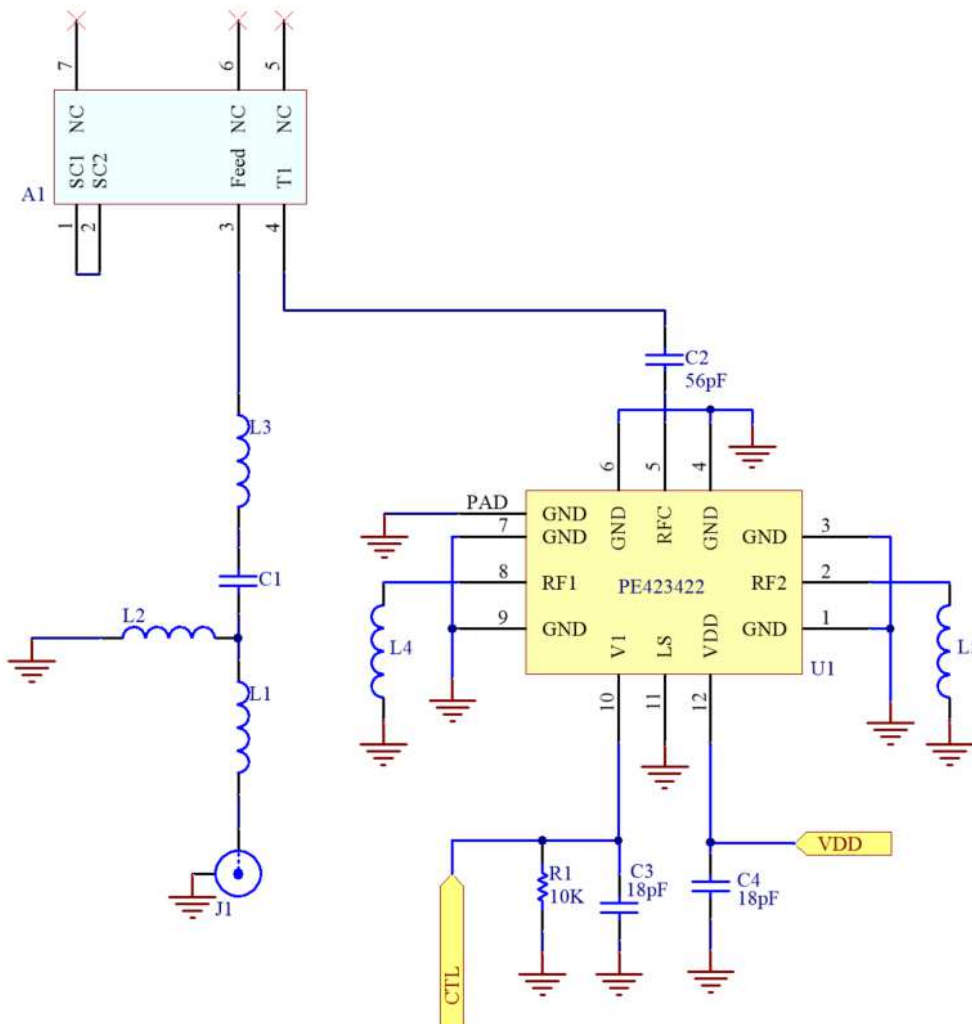 7
6
5
NC
NC
NC
SC1
SC2
Feed
T1
A1
1
2
3
4
C2
56pF
L3
6
5
4
PAD
GND
GND
RFC
GND
7
GND
GND
3
8
RF1
PE423422
RF2
2
C1
L2
9
GND
V1
LS
VDD
GND
1
L4
U1
L1
10
11
12
VDD
R1
10K
C3
18pF
C4
18pF
J1
CTL